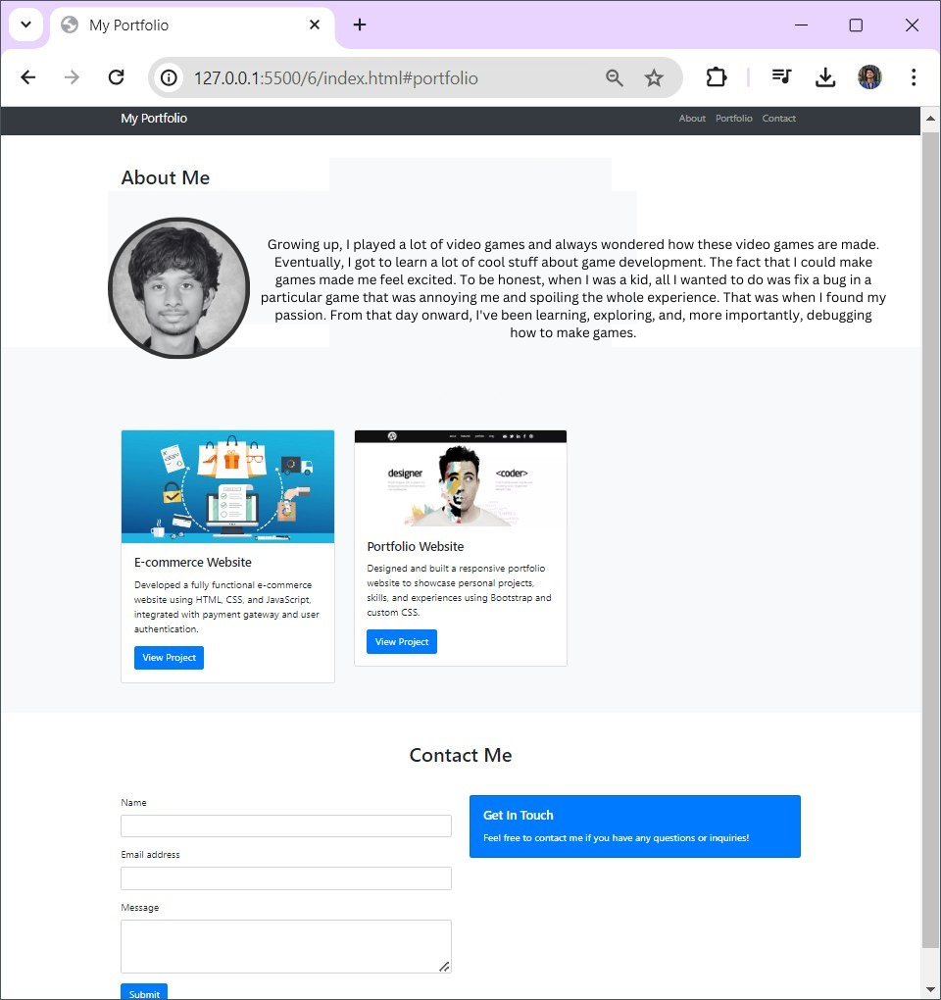 My Portfolio
127.0.0.1:5500/6/index.html#portfolio
My Portfolio
About Portfolio Contact
About Me
Growing up, I played a lot of video games and always wondered how these video games are made.
Eventually, I got to learn a lot of cool stuff about game development. The fact that I could make
games made me feel excited. To be honest, when I was a kid, all I wanted to do was fix a bug in a
particular game that was annoying me and spoiling the whole experience. That was when I found my
passion. From that day onward, I've been learning, exploring, and, more importantly, debugging
how to make games.
designer
<coder>
E-commerce Website
Developed a fully functional e-commerce
website using HTML, CSS, and JavaScript,
integrated with payment gateway and user
authentication.
View Project
Portfolio Website
Designed and built a responsive portfolio
website to showcase personal projects,
skills, and experiences using Bootstrap and
custom CSS.
View Project
Contact Me
Name
Email address
Message
Submit
Get In Touch
Feel free to contact me if you have any questions or inquiries!